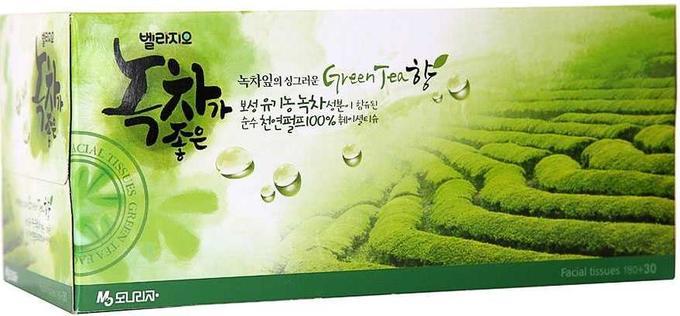 벨라지오
녹차가
좋은
녹차잎의 싱그러운 Green Tea향
보성 유기농 녹차 성분이 함유된
순수 천연펄프100% 훼이셜티슈
FACIAL TISSUES GREEN TEA
Facial tissues 180+30
모나리자